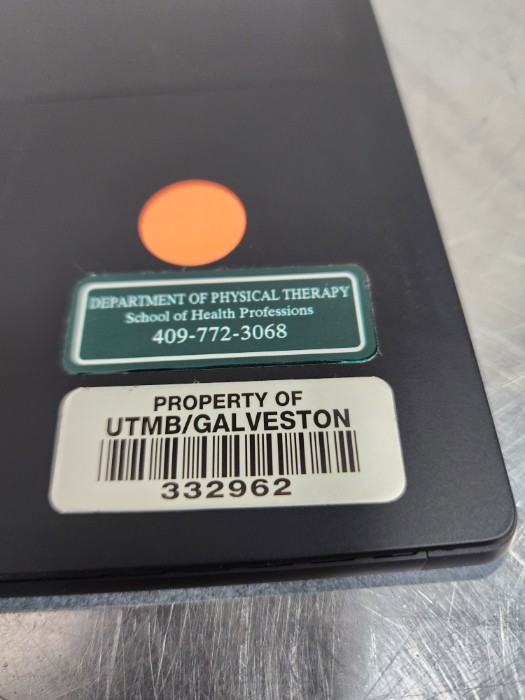 DEPARTMENT OF PHYSICAL THERAPY
School of Health Professions
409-772-3068
PROPERTY OF
UTMB/GALVESTON
332962